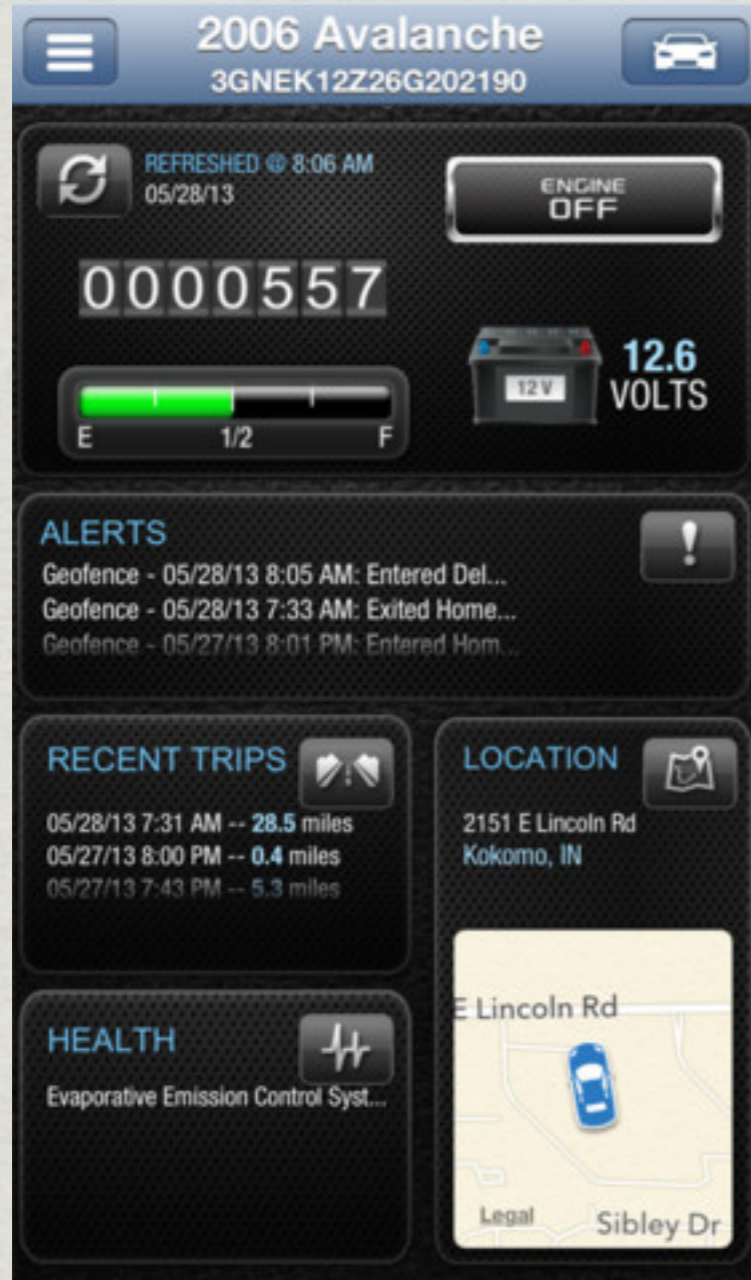 2006 Avalanche
3GNEK12Z26G202190
REFRESHED @ 8:06 AM
05/28/13
ENGINE
OFF
0000557
12 V
12.6
VOLTS
E 1/2 F
ALERTS
Geofence - 05/28/13 8:05 AM: Entered Del...
Geofence - 05/28/13 7:33 AM: Exited Home...
Geofence - 05/27/13 8:01 PM: Entered Hom...
RECENT TRIPS
05/28/13 7:31 AM -- 28.5 miles
05/27/13 8:00 PM -- 0.4 miles
05/27/13 7:43 PM -- 5.3 miles
LOCATION
2151 E Lincoln Rd
Kokomo, IN
E Lincoln Rd
Legal
Sibley Dr
HEALTH
Evaporative Emission Control Syst...